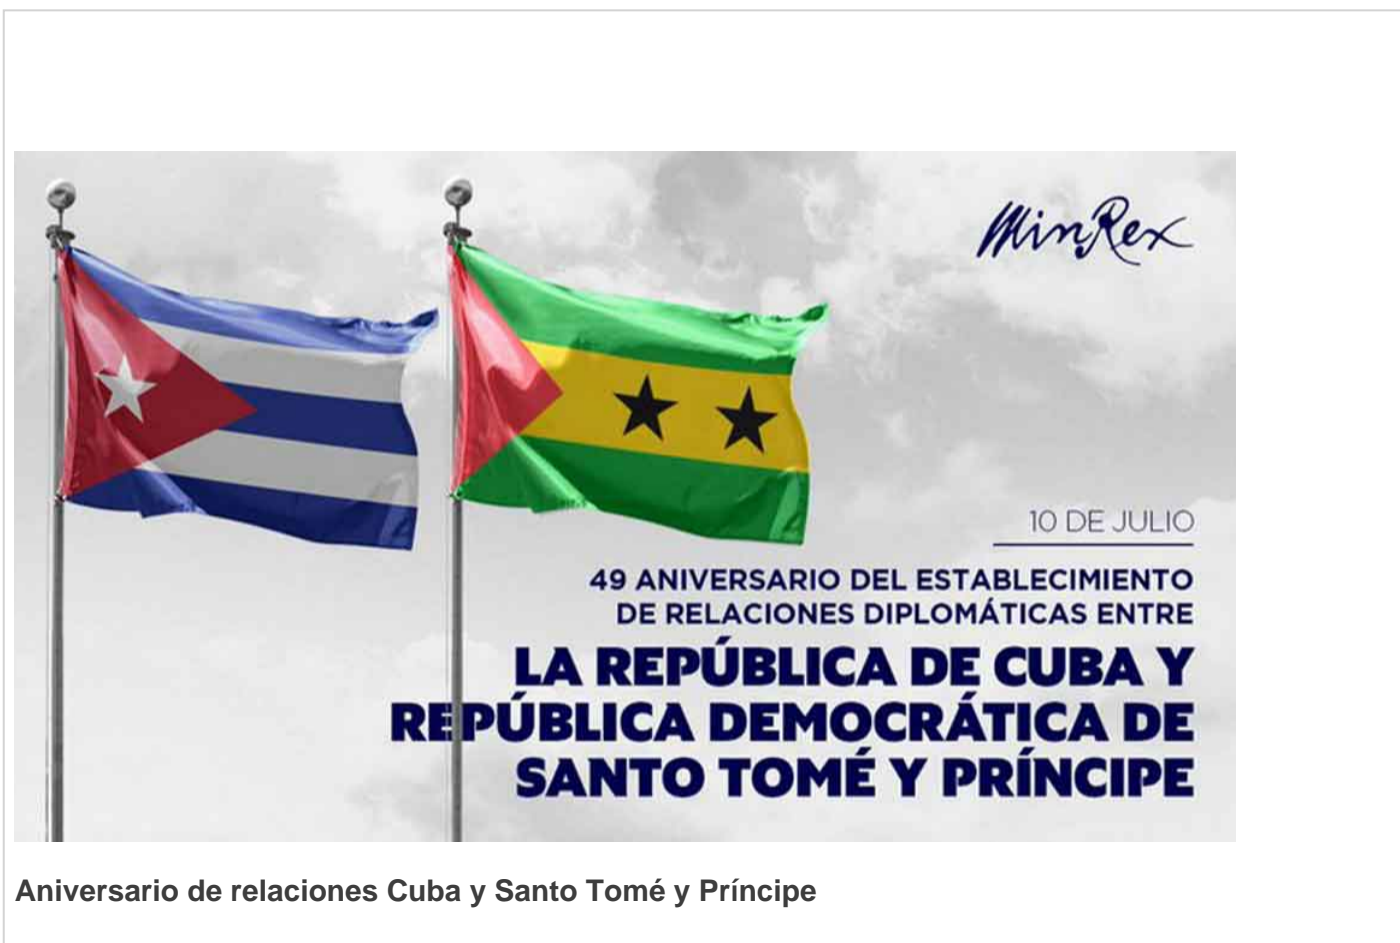 MinRex
10 DE JULIO
49 ANIVERSARIO DEL ESTABLECIMIENTO
DE RELACIONES DIPLOMÁTICAS ENTRE
LA REPÚBLICA DE CUBA Y
REPÚBLICA DEMOCRÁTICA DE
SANTO TOMÉ Y PRÍNCIPE
Aniversario de relaciones Cuba y Santo Tomé y Príncipe